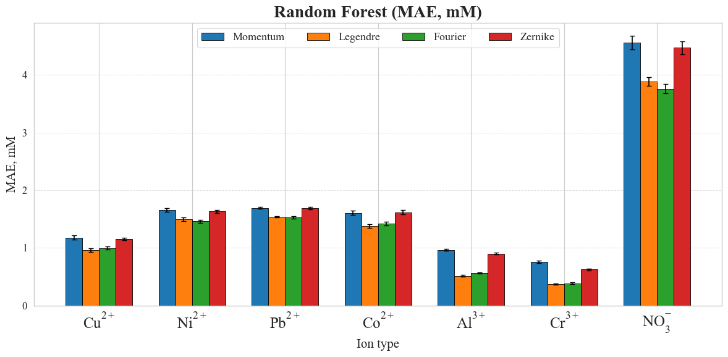 Random Forest (MAE, mM)
Momentum Legendre Fourier Zernike
MAE, mM
4
3
2
1
0
Cu²⁺ Ni²⁺ Pb²⁺ Co²⁺ Al³⁺ Cr³⁺ NO₃⁻
Ion type